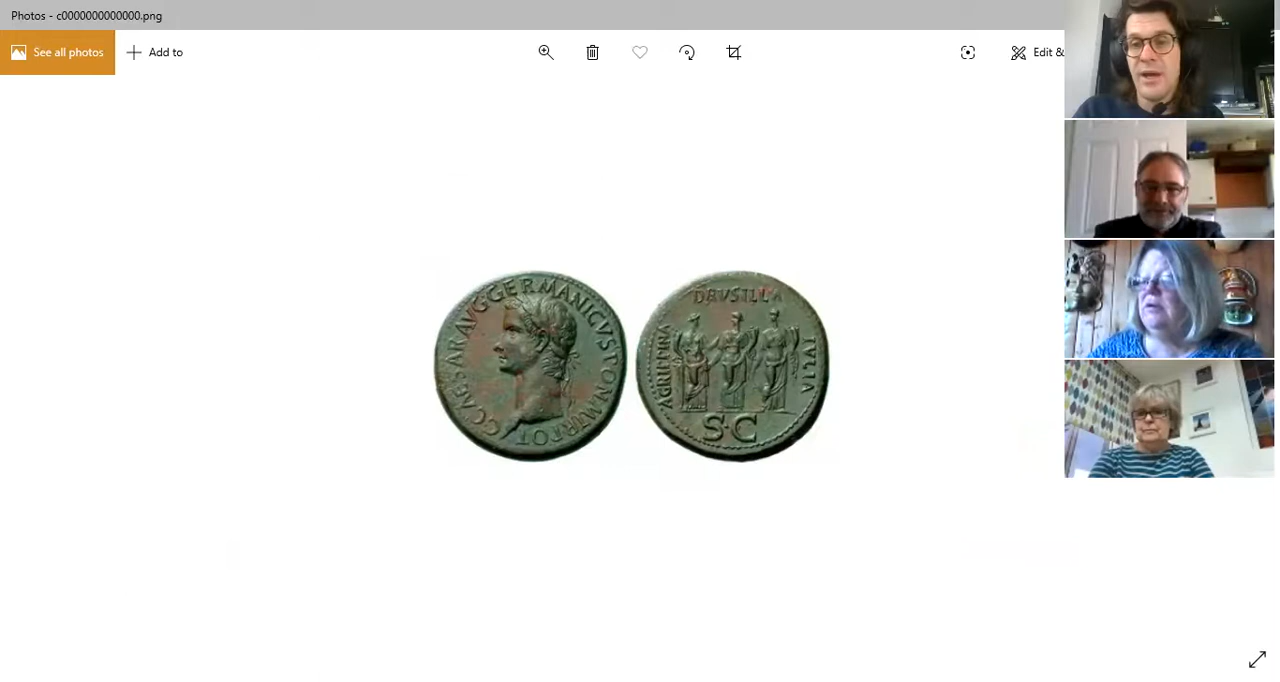 Photos - c0000000000000.png
See all photos
Add to
Edit &
C CAESAR AVG GERMANICVS PON M TR POT
AGRIPPINA
DRVSILLA
IVLIA
S·C